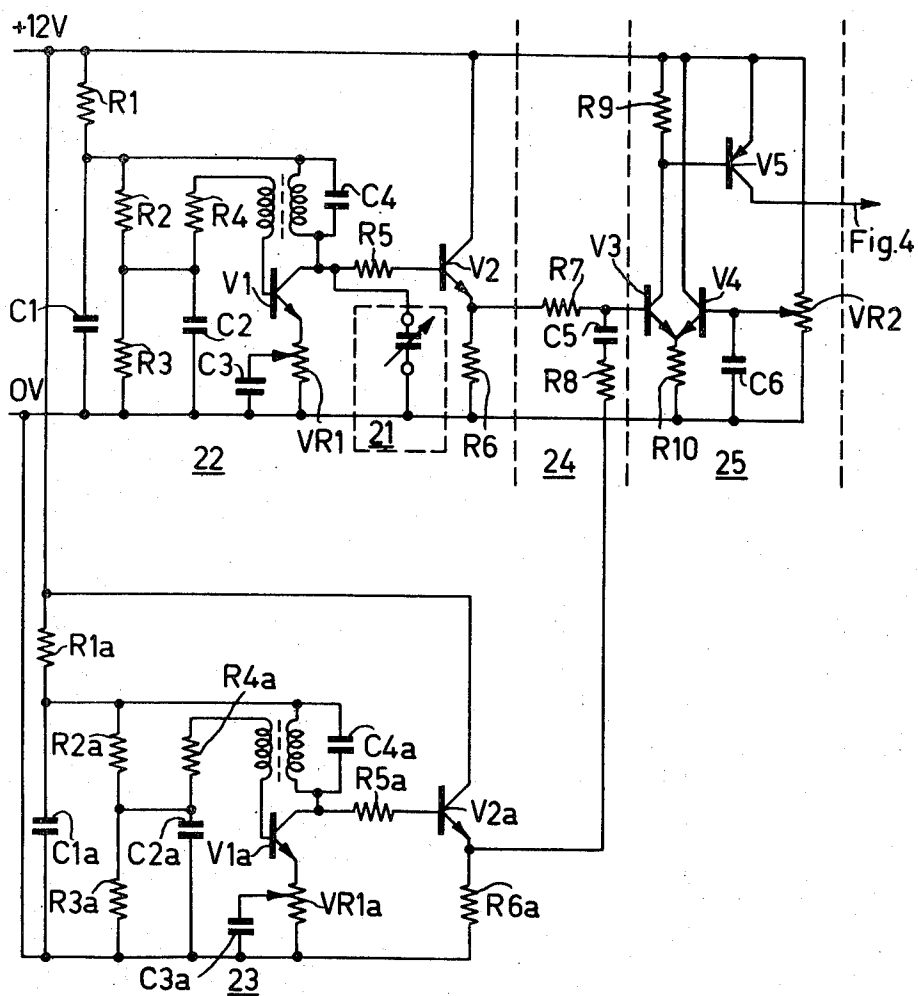 +12V
R1
R9
V5
C4
R2
R4
R5
Fig.4
V3
V2
R7
V4
V1
C1
C2
C5
VR2
R3
C3
R8
C6
0V
VR1
21
R6
R10
22
24
25
R1a
R4a
R2a
C4a
R5a
V2a
C1a
C2a
V1a
R3a
VR1a
R6a
C3a
23